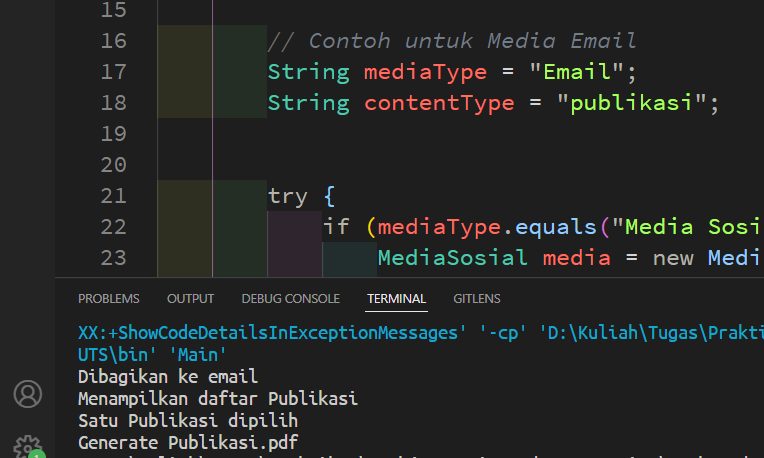 15
16 // Contoh untuk Media Email
17 String mediaType = "Email";
18 String contentType = "publikasi";
19
20
21 try {
22 if (mediaType.equals("Media Sosi
23 MediaSosial media = new Medi
PROBLEMS OUTPUT DEBUG CONSOLE TERMINAL GITLENS
XX:+ShowCodeDetailsInExceptionMessages' '-cp' 'D:\Kuliah\Tugas\Prakti
UTS\bin' 'Main'
Dibagikan ke email
Menampilkan daftar Publikasi
Satu Publikasi dipilih
Generate Publikasi.pdf
1